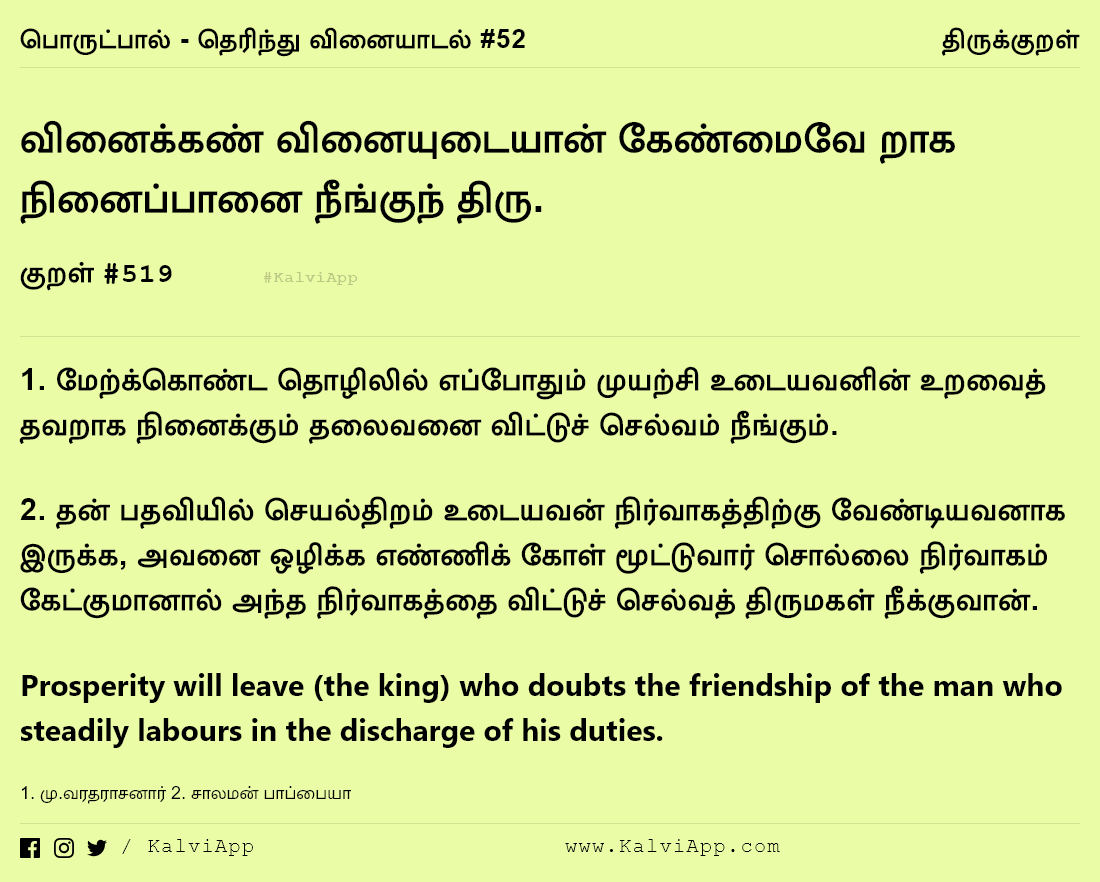 பொருட்பால் - தெரிந்து வினையாடல் #52 திருக்குறள்
வினைக்கண் வினையுடையான் கேண்மைவே றாக
நினைப்பானை நீங்குந் திரு.
குறள் #519 #KalviApp
1. மேற்க்கொண்ட தொழிலில் எப்போதும் முயற்சி உடையவனின் உறவைத்
தவறாக நினைக்கும் தலைவனை விட்டுச் செல்வம் நீங்கும்.
2. தன் பதவியில் செயல்திறம் உடையவன் நிர்வாகத்திற்கு வேண்டியவனாக
இருக்க, அவனை ஒழிக்க எண்ணிக் கோள் மூட்டுவார் சொல்லை நிர்வாகம்
கேட்குமானால் அந்த நிர்வாகத்தை விட்டுச் செல்வத் திருமகள் நீக்குவான்.
Prosperity will leave (the king) who doubts the friendship of the man who
steadily labours in the discharge of his duties.
1. மு.வரதராசனார் 2. சாலமன் பாப்பையா
/ KalviApp www.KalviApp.com